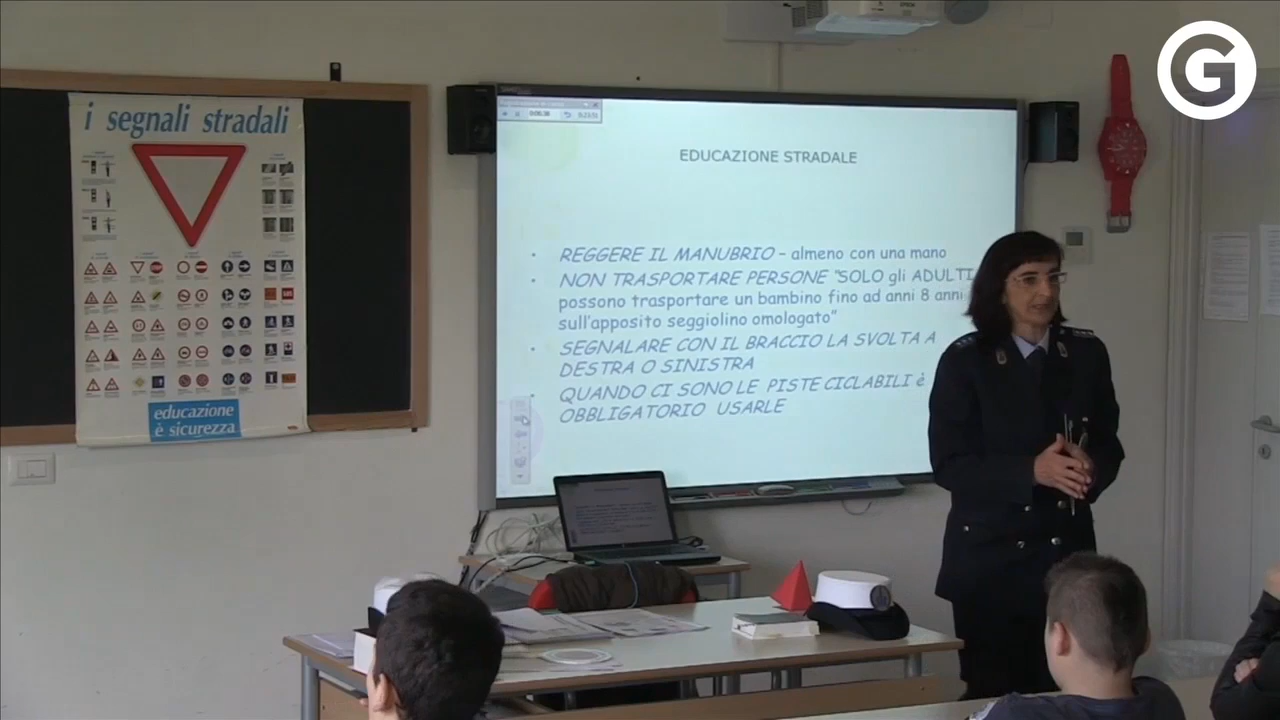 G
i segnali stradali
educazione
è sicurezza
EDUCAZIONE STRADALE
• REGGERE IL MANUBRIO – almeno con una mano
• NON TRASPORTARE PERSONE "SOLO gli ADULTI
possono trasportare un bambino fino ad anni 8 anni
sull'apposito seggiolino omologato"
• SEGNALARE CON IL BRACCIO LA SVOLTA A
DESTRA O SINISTRA
• QUANDO CI SONO LE PISTE CICLABILI è
OBBLIGATORIO USARLE